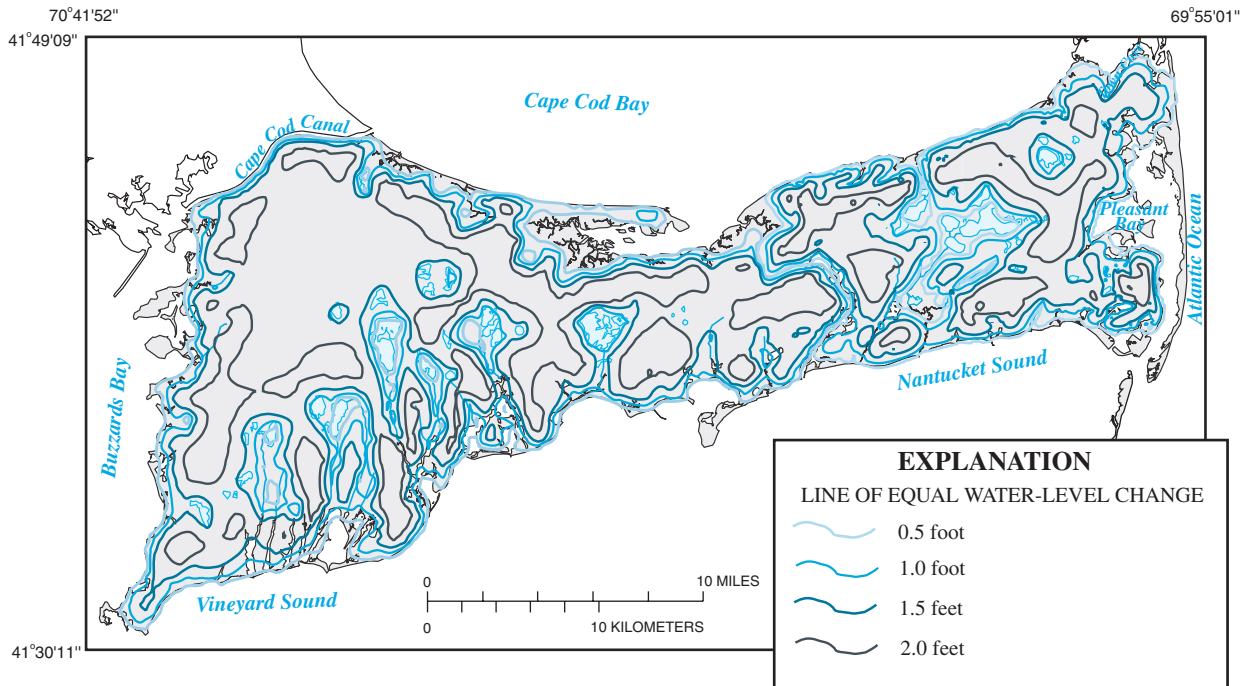 70°41'52"
69°55'01"
41°49'09"
Cape Cod Bay
Cape Cod Canal
Pleasant
Bay
Atlantic Ocean
Buzzards Bay
Nantucket Sound
Vineyard Sound
0
10 MILES
0
10 KILOMETERS
41°30'11"
EXPLANATION
LINE OF EQUAL WATER-LEVEL CHANGE
0.5 foot
1.0 foot
1.5 feet
2.0 feet